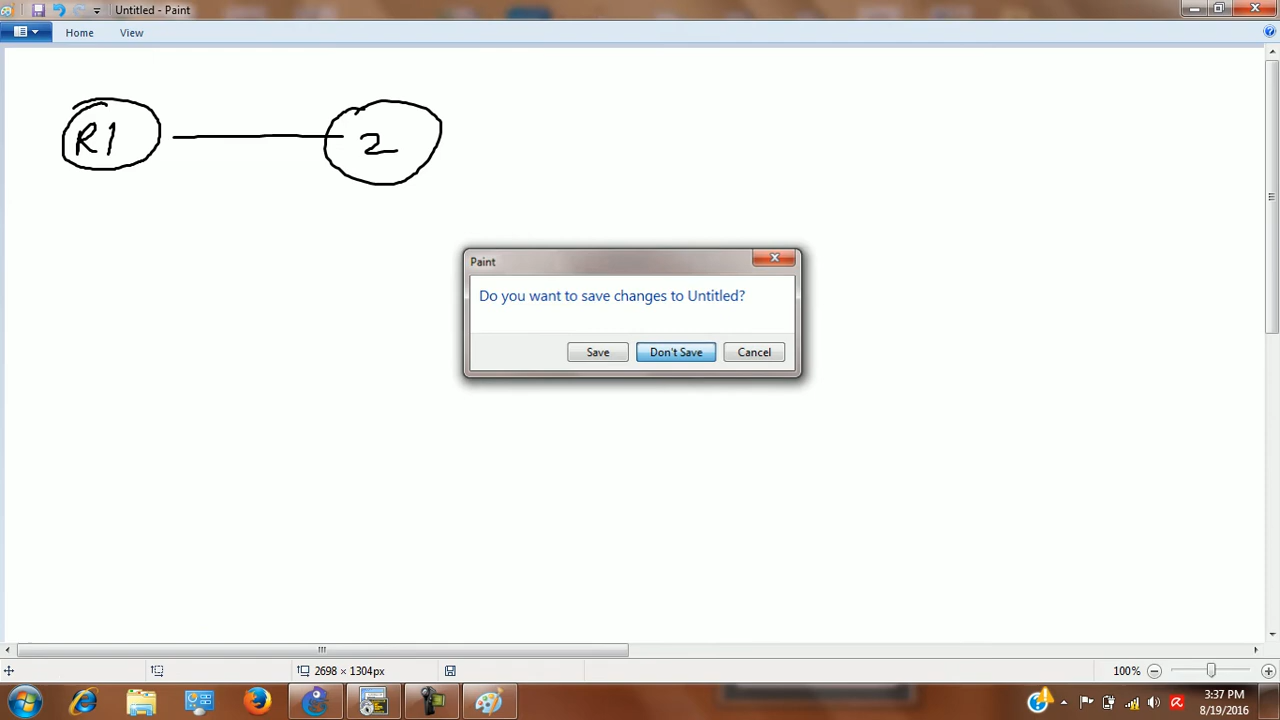 Untitled - Paint
Home View
R1
2
Paint
Do you want to save changes to Untitled?
Save Don't Save Cancel
2698 × 1304px 100%
3:37 PM
8/19/2016